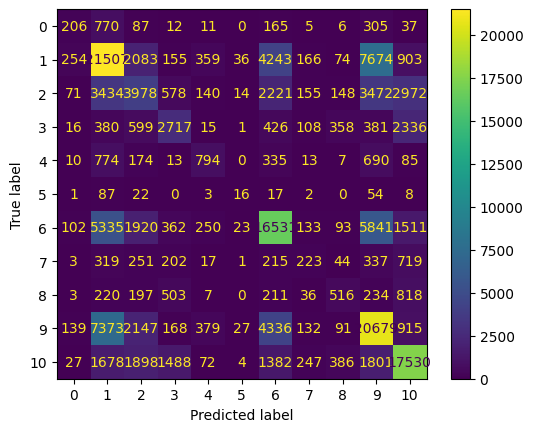 0 206 770 87 12 11 0 165 5 6 305 37
1 21507 254 2083 155 359 36 4243 166 74 7674 903
2 71 3434 3978 578 140 14 2221 155 148 3472 2972
3 16 380 599 2717 15 1 426 108 358 381 2336
4 10 774 174 13 794 0 335 13 7 690 85
5 1 87 22 0 3 16 17 2 0 54 8
6 102 5335 1920 362 250 23 16531 133 93 5841 1511
7 3 319 251 202 17 1 215 223 44 337 719
8 3 220 197 503 7 0 211 36 516 234 818
9 139 7373 2147 168 379 27 4336 132 91 20679 915
10 27 1678 1898 1488 72 4 1382 247 386 1801 17530
0 1 2 3 4 5 6 7 8 9 10
Predicted label
True label
20000
17500
15000
12500
10000
7500
5000
2500
0